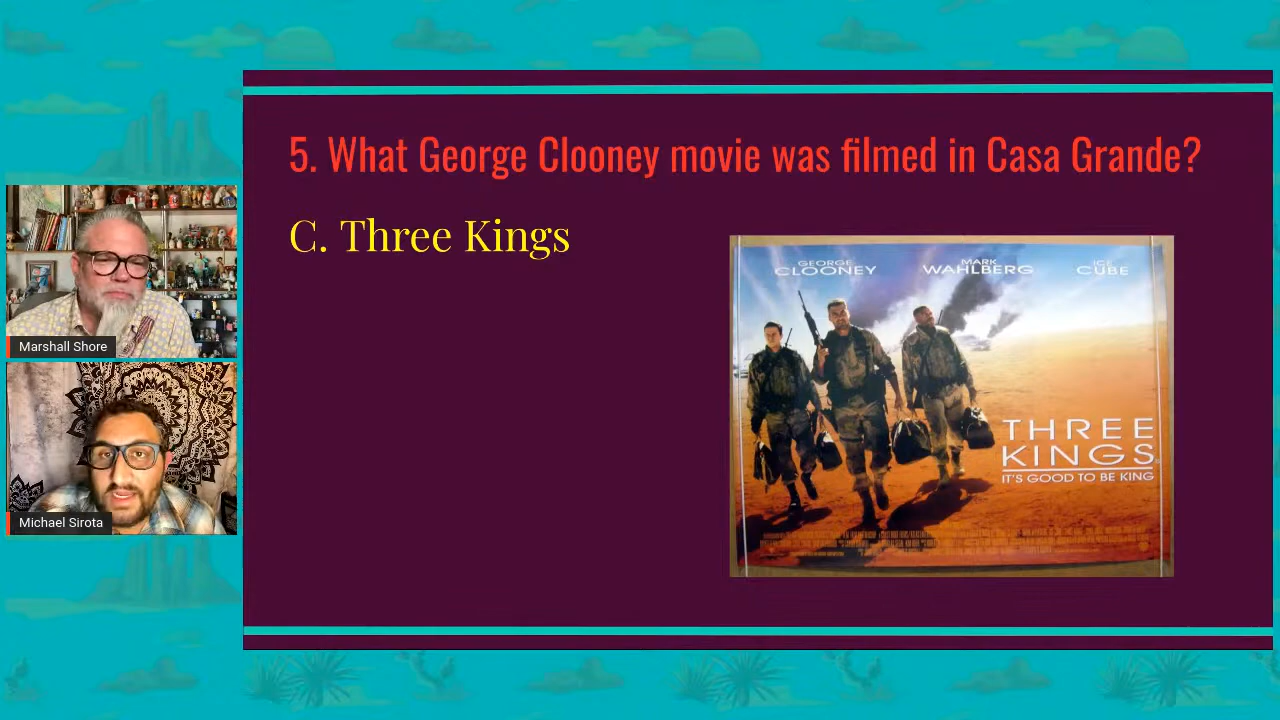 5. What George Clooney movie was filmed in Casa Grande?
C. Three Kings
GEORGE CLOONEY
MARK WAHLBERG
ICE CUBE
THREE
KINGS
IT'S GOOD TO BE KING
Marshall Shore
Michael Sirota